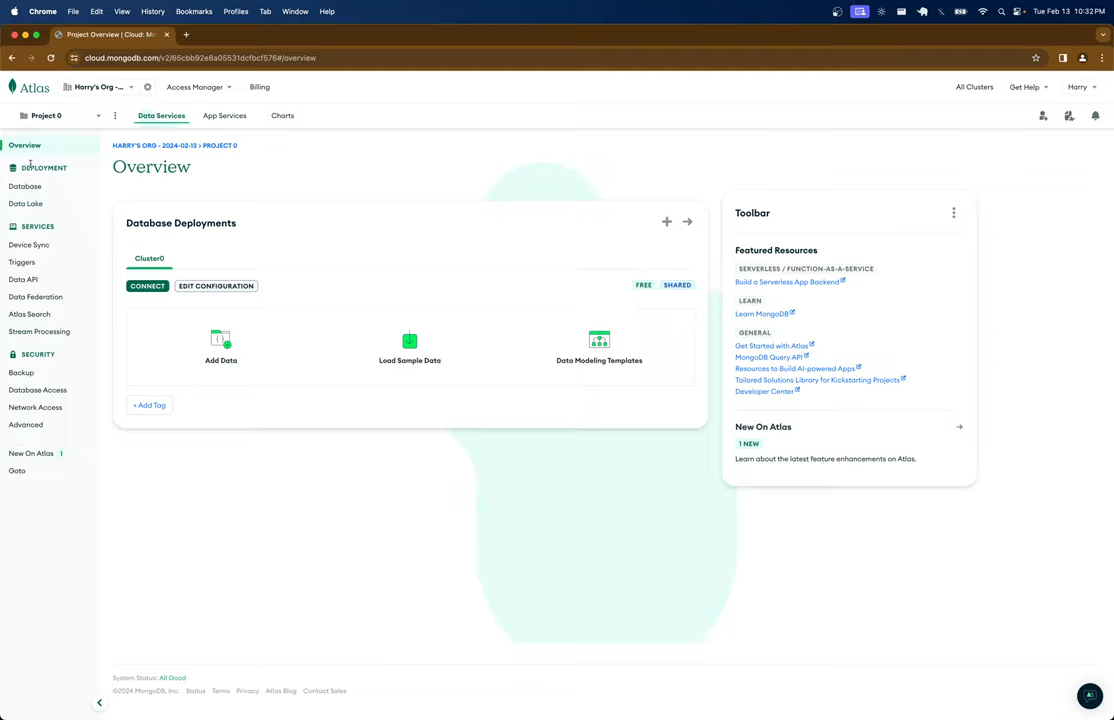 Chrome File Edit View History Bookmarks Profiles Tab Window Help Tue Feb 13 10:32 PM
Project Overview | Cloud: Mo
cloud.mongodb.com/v2/65cbb92e8a05531dcfbcf576#/overview
Atlas Harry's Org -... Access Manager Billing All Clusters Get Help Harry
Project 0 Data Services App Services Charts
Overview
DEPLOYMENT
Database
Data Lake
SERVICES
Device Sync
Triggers
Data API
Data Federation
Atlas Search
Stream Processing
SECURITY
Backup
Database Access
Network Access
Advanced
New On Atlas 1
Goto
HARRY'S ORG - 2024-02-13 > PROJECT 0
Overview
Database Deployments
Cluster0
CONNECT EDIT CONFIGURATION FREE SHARED
Add Data Load Sample Data Data Modeling Templates
+ Add Tag
Toolbar
Featured Resources
SERVERLESS / FUNCTION-AS-A-SERVICE
Build a Serverless App Backend
LEARN
Learn MongoDB
GENERAL
Get Started with Atlas
MongoDB Query API
Resources to Build AI-powered Apps
Tailored Solutions Library for Kickstarting Projects
Developer Center
New On Atlas
1 NEW
Learn about the latest feature enhancements on Atlas.
System Status: All Good
©2024 MongoDB, Inc. Status Terms Privacy Atlas Blog Contact Sales